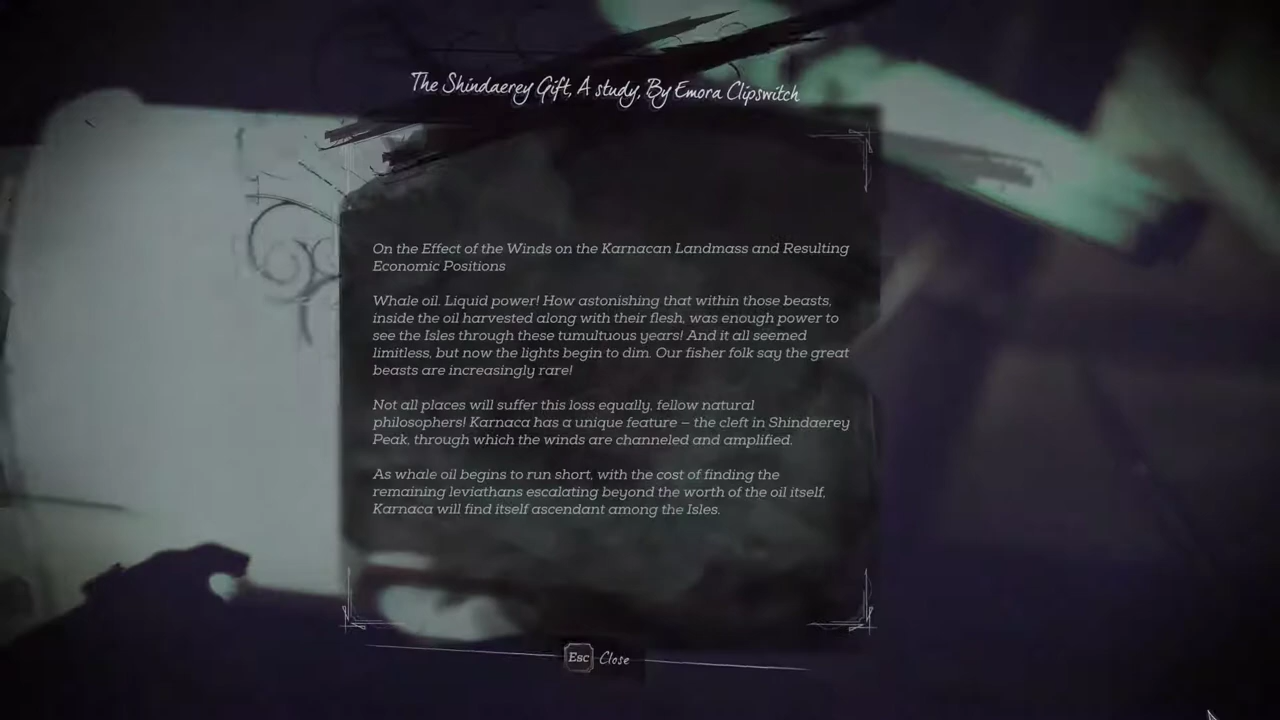 The Shindaerey Gift, A study, By Emora Clipswitch
On the Effect of the Winds on the Karnacan Landmass and Resulting
Economic Positions
Whale oil. Liquid power! How astonishing that within those beasts,
inside the oil harvested along with their flesh, was enough power to
see the Isles through these tumultuous years! And it all seemed
limitless, but now the lights begin to dim. Our fisher folk say the great
beasts are increasingly rare!
Not all places will suffer this loss equally, fellow natural
philosophers! Karnaca has a unique feature – the cleft in Shindaerey
Peak, through which the winds are channeled and amplified.
As whale oil begins to run short, with the cost of finding the
remaining leviathans escalating beyond the worth of the oil itself,
Karnaca will find itself ascendant among the Isles.
Esc Close